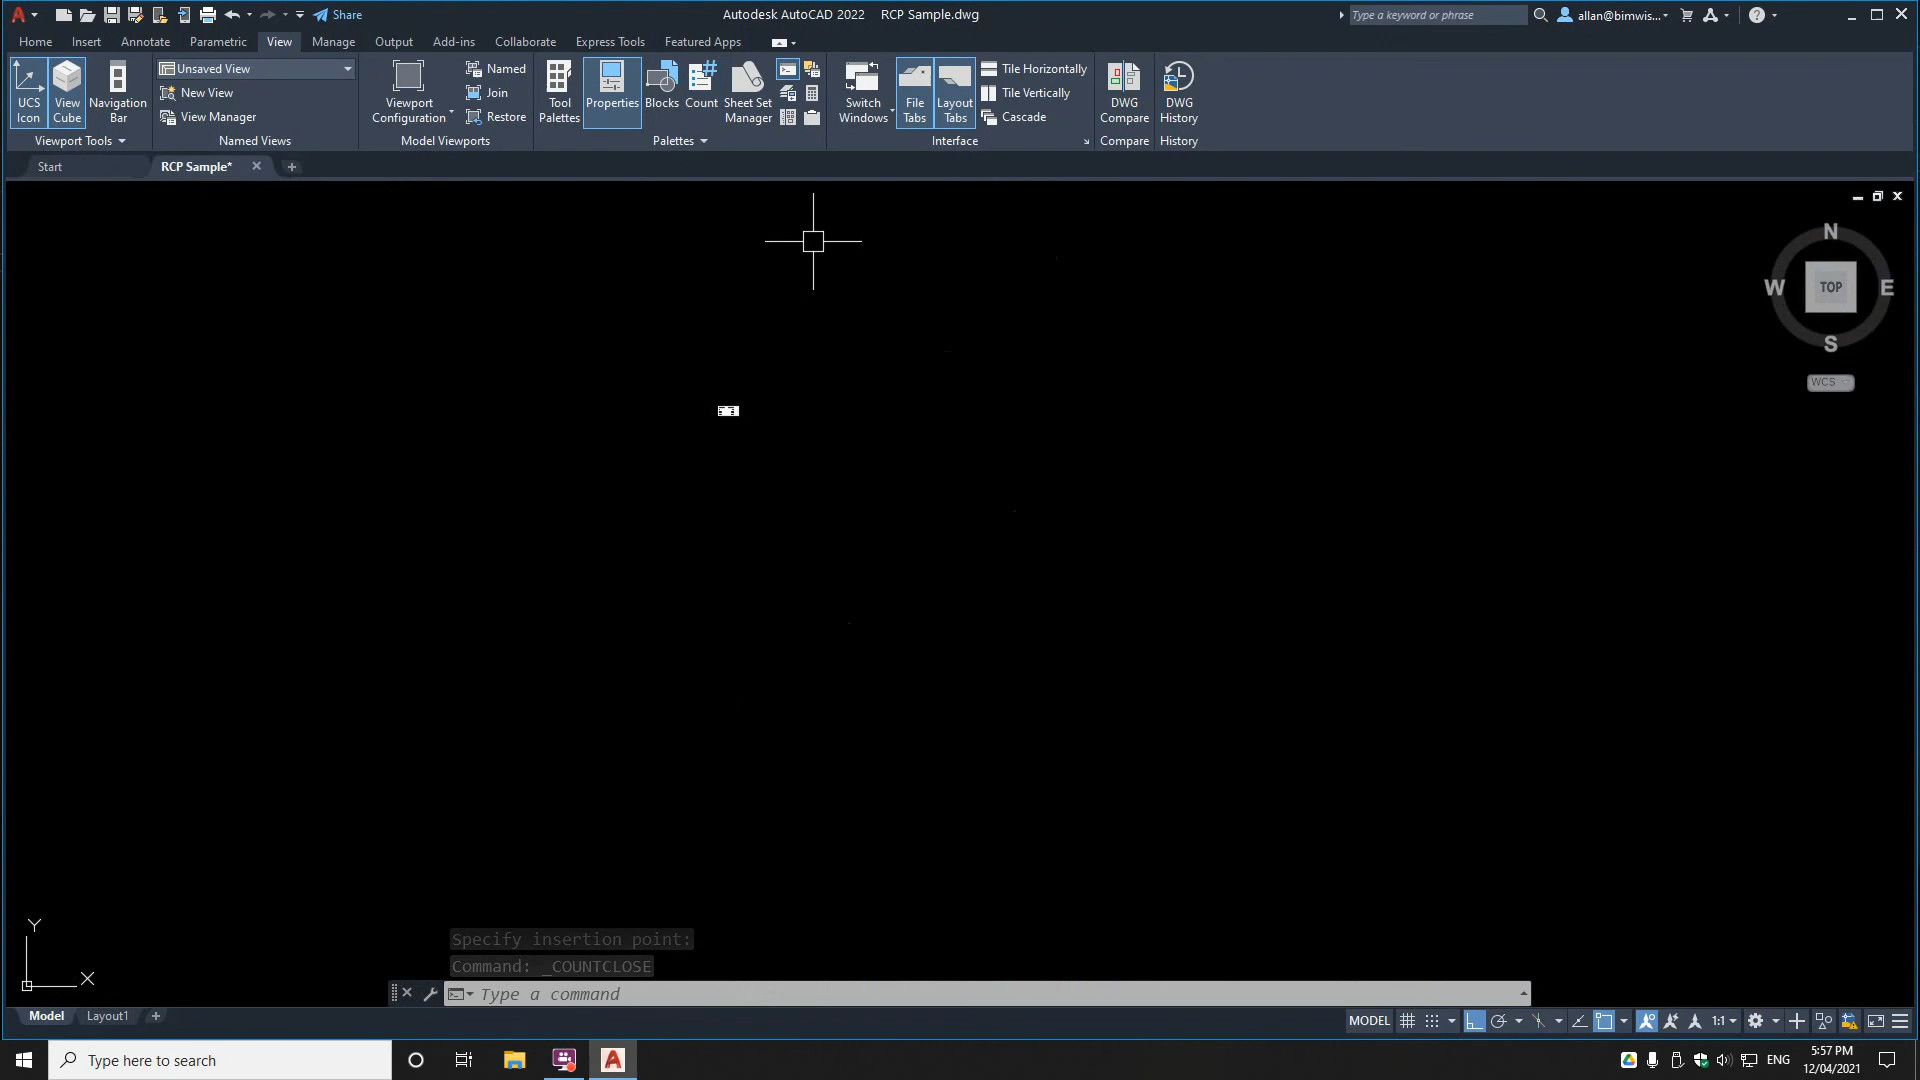 Share
Autodesk AutoCAD 2022 RCP Sample.dwg
Type a keyword or phrase
allan@bimwis...
Home Insert Annotate Parametric View Manage Output Add-ins Collaborate Express Tools Featured Apps
UCS
Icon
View
Cube
Navigation
Bar
Viewport Tools
Unsaved View
New View
View Manager
Named Views
Viewport
Configuration
Named
Join
Restore
Model Viewports
Tool
Palettes
Properties
Blocks
Count
Sheet Set
Manager
Palettes
Switch
Windows
File
Tabs
Layout
Tabs
Tile Horizontally
Tile Vertically
Cascade
Interface
DWG
Compare
Compare
DWG
History
History
Start
RCP Sample*
N
W
TOP
E
S
WCS
Y
X
Specify insertion point:
Command: _COUNTCLOSE
Type a command
Model
Layout1
MODEL
1:1
Type here to search
ENG
5:57 PM
12/04/2021